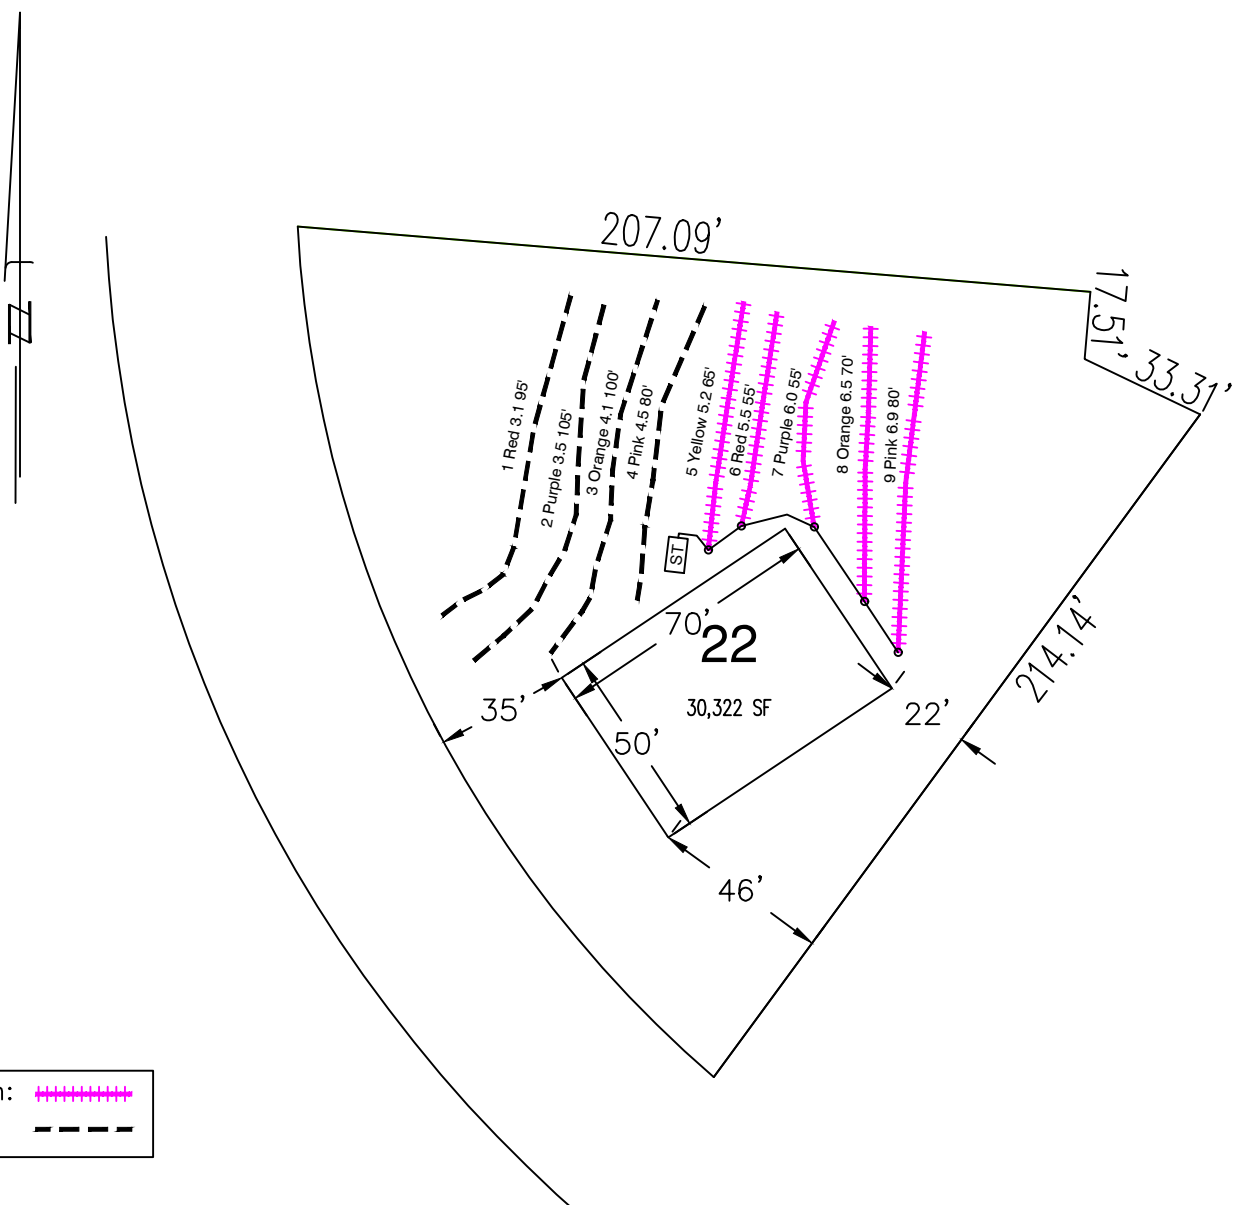 207.09'
17.51'
33.31'
N
1 Red 3.1 95'
2 Purple 3.5 105'
3 Orange 4.1 100'
4 Pink 4.5 80'
5 Yellow 5.2 65'
6 Red 5.5 55'
7 Purple 6.0 55'
8 Orange 6.5 70'
9 Pink 6.9 80'
ST
70'
22
30,322 SF
35'
50'
22'
214.14'
46'